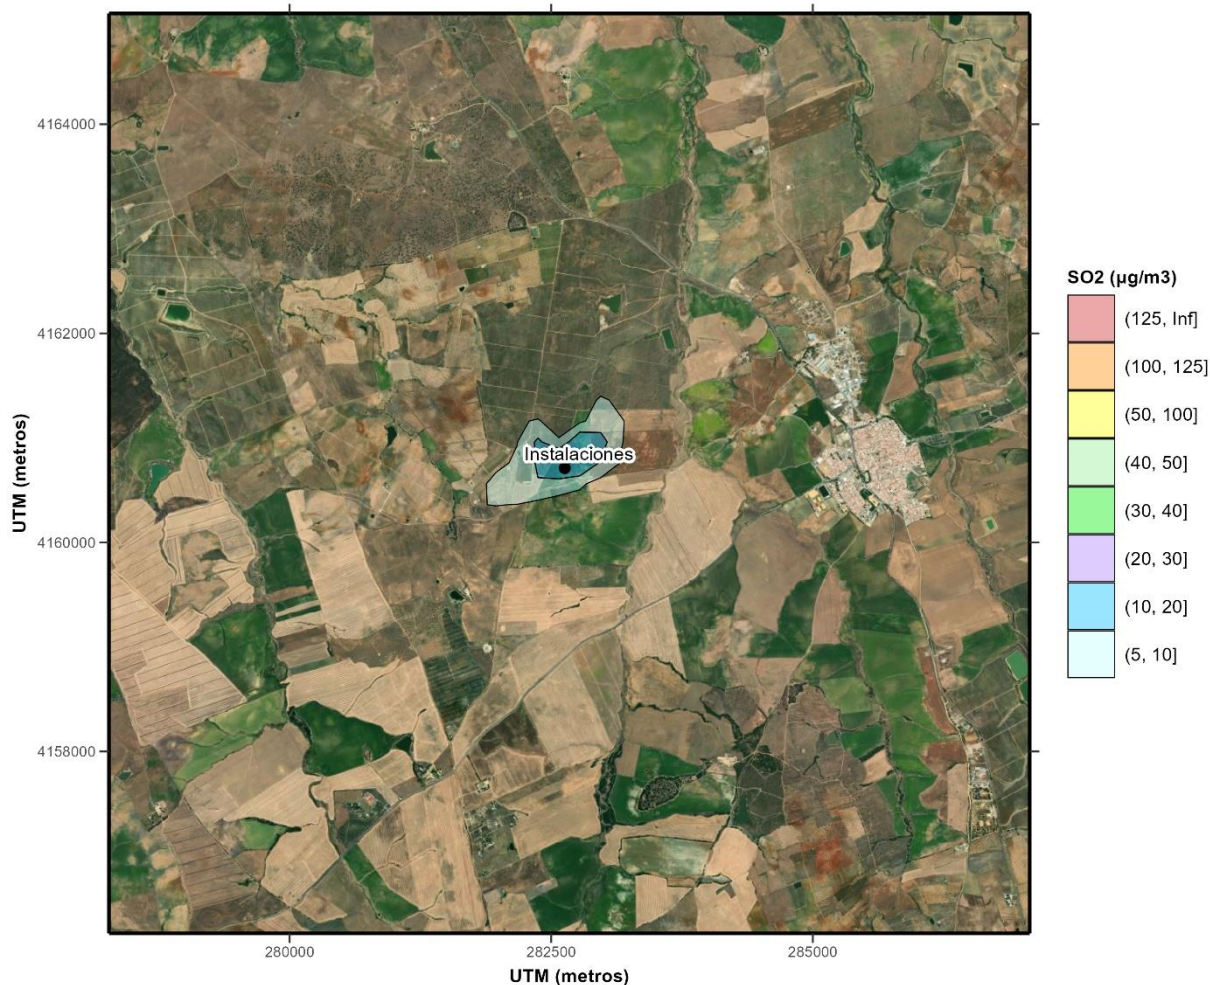 4164000
4162000
4160000
4158000
UTM (metros)
Instalaciones
280000
282500
285000
UTM (metros)
SO2 (µg/m3)
(125, Inf]
(100, 125]
(50, 100]
(40, 50]
(30, 40]
(20, 30]
(10, 20]
(5, 10]